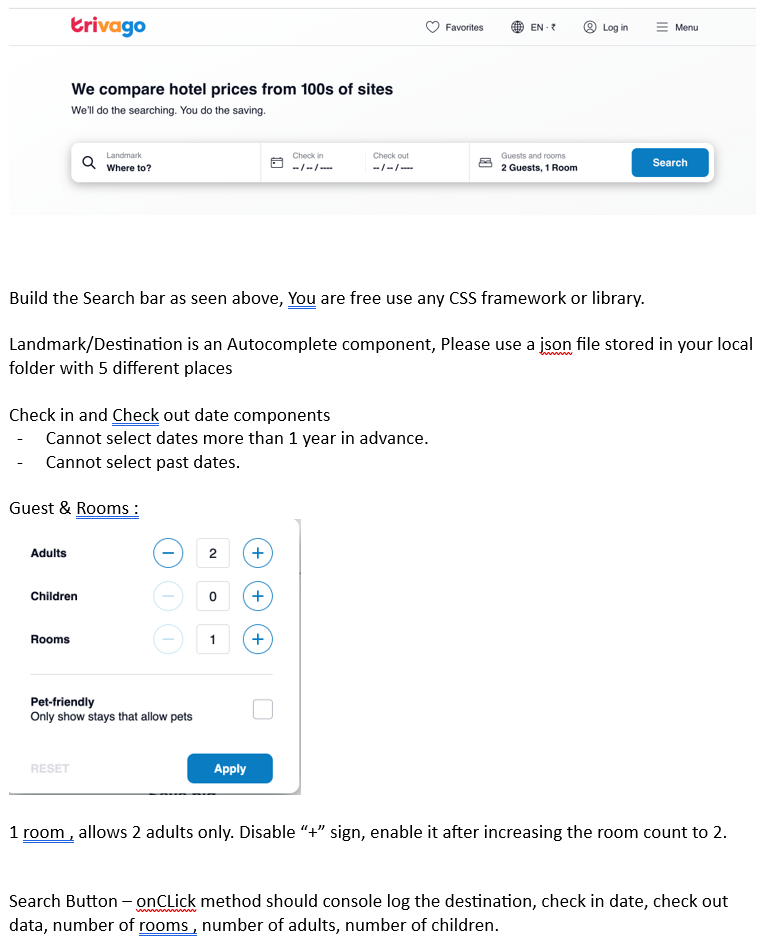 trivago
Favorites EN · ₹ Log in Menu
We compare hotel prices from 100s of sites
We'll do the searching. You do the saving.
Landmark Check in Check out Guests and rooms
Where to? -- / -- / ---- -- / -- / ---- 2 Guests, 1 Room Search
Build the Search bar as seen above, You are free use any CSS framework or library.
Landmark/Destination is an Autocomplete component, Please use a json file stored in your local
folder with 5 different places
Check in and Check out date components
- Cannot select dates more than 1 year in advance.
- Cannot select past dates.
Guest & Rooms :
Adults − 2 +
Children − 0 +
Rooms − 1 +
Pet-friendly
Only show stays that allow pets
RESET Apply
1 room , allows 2 adults only. Disable “+” sign, enable it after increasing the room count to 2.
Search Button – onCLick method should console log the destination, check in date, check out
data, number of rooms , number of adults, number of children.